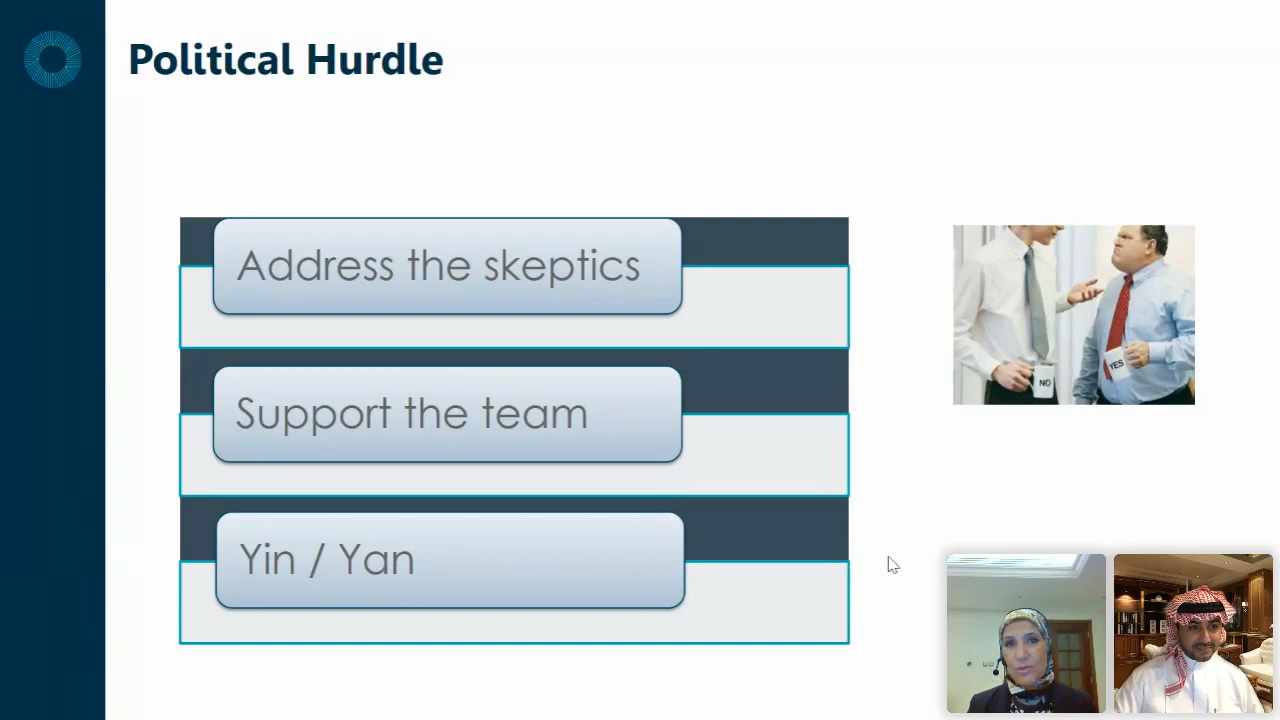 Political Hurdle
Address the skeptics
Support the team
Yin / Yan
NO
YES